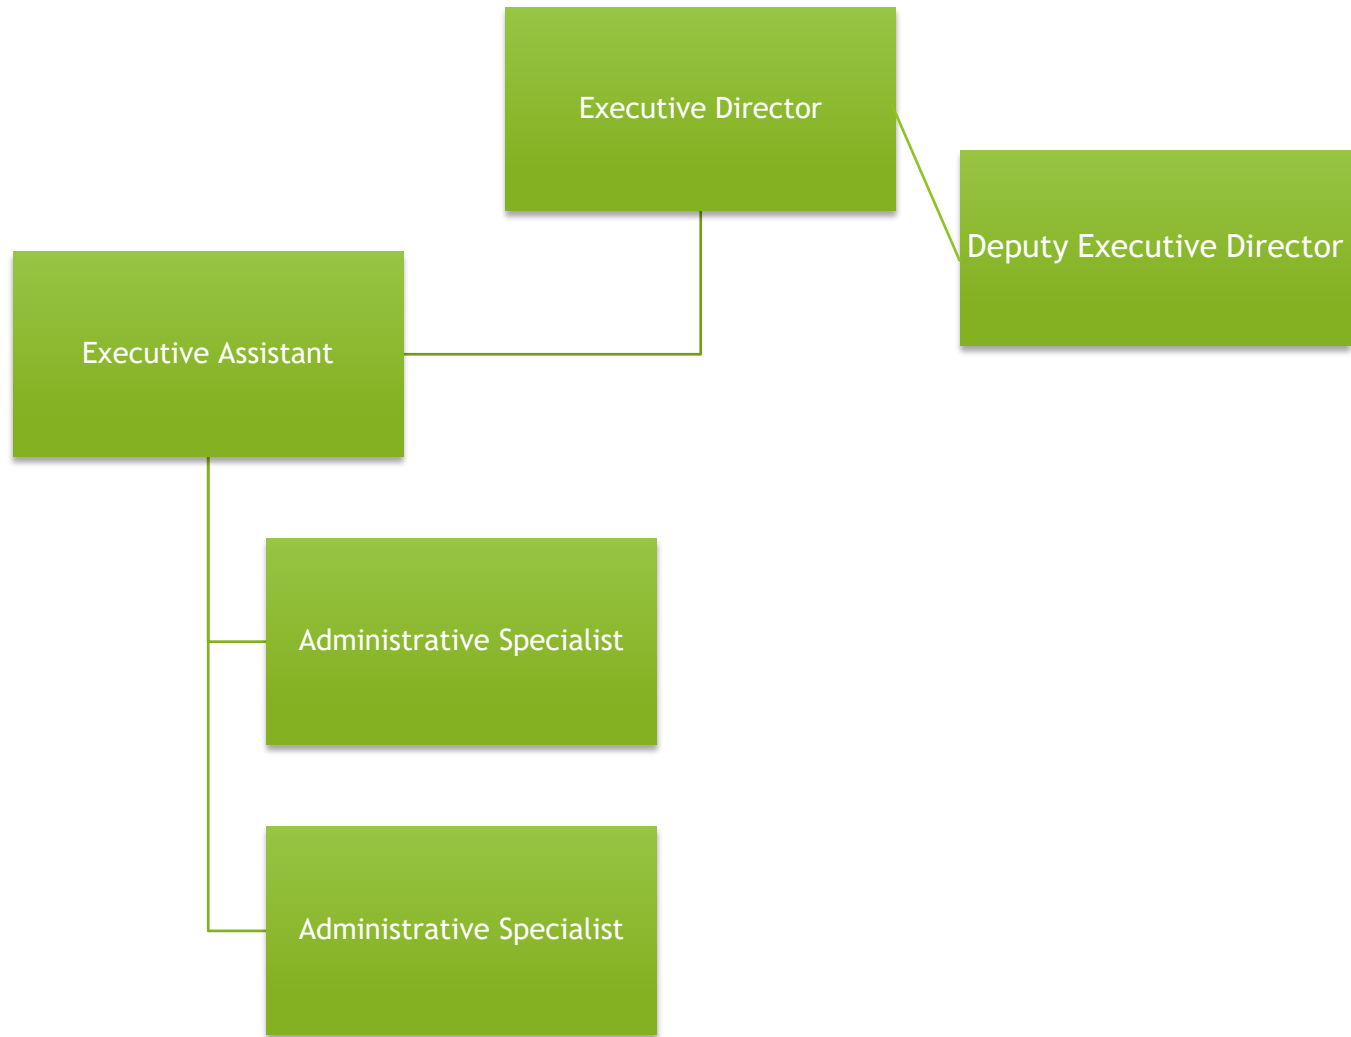 Executive Director
Deputy Executive Director
Executive Assistant
Administrative Specialist
Administrative Specialist